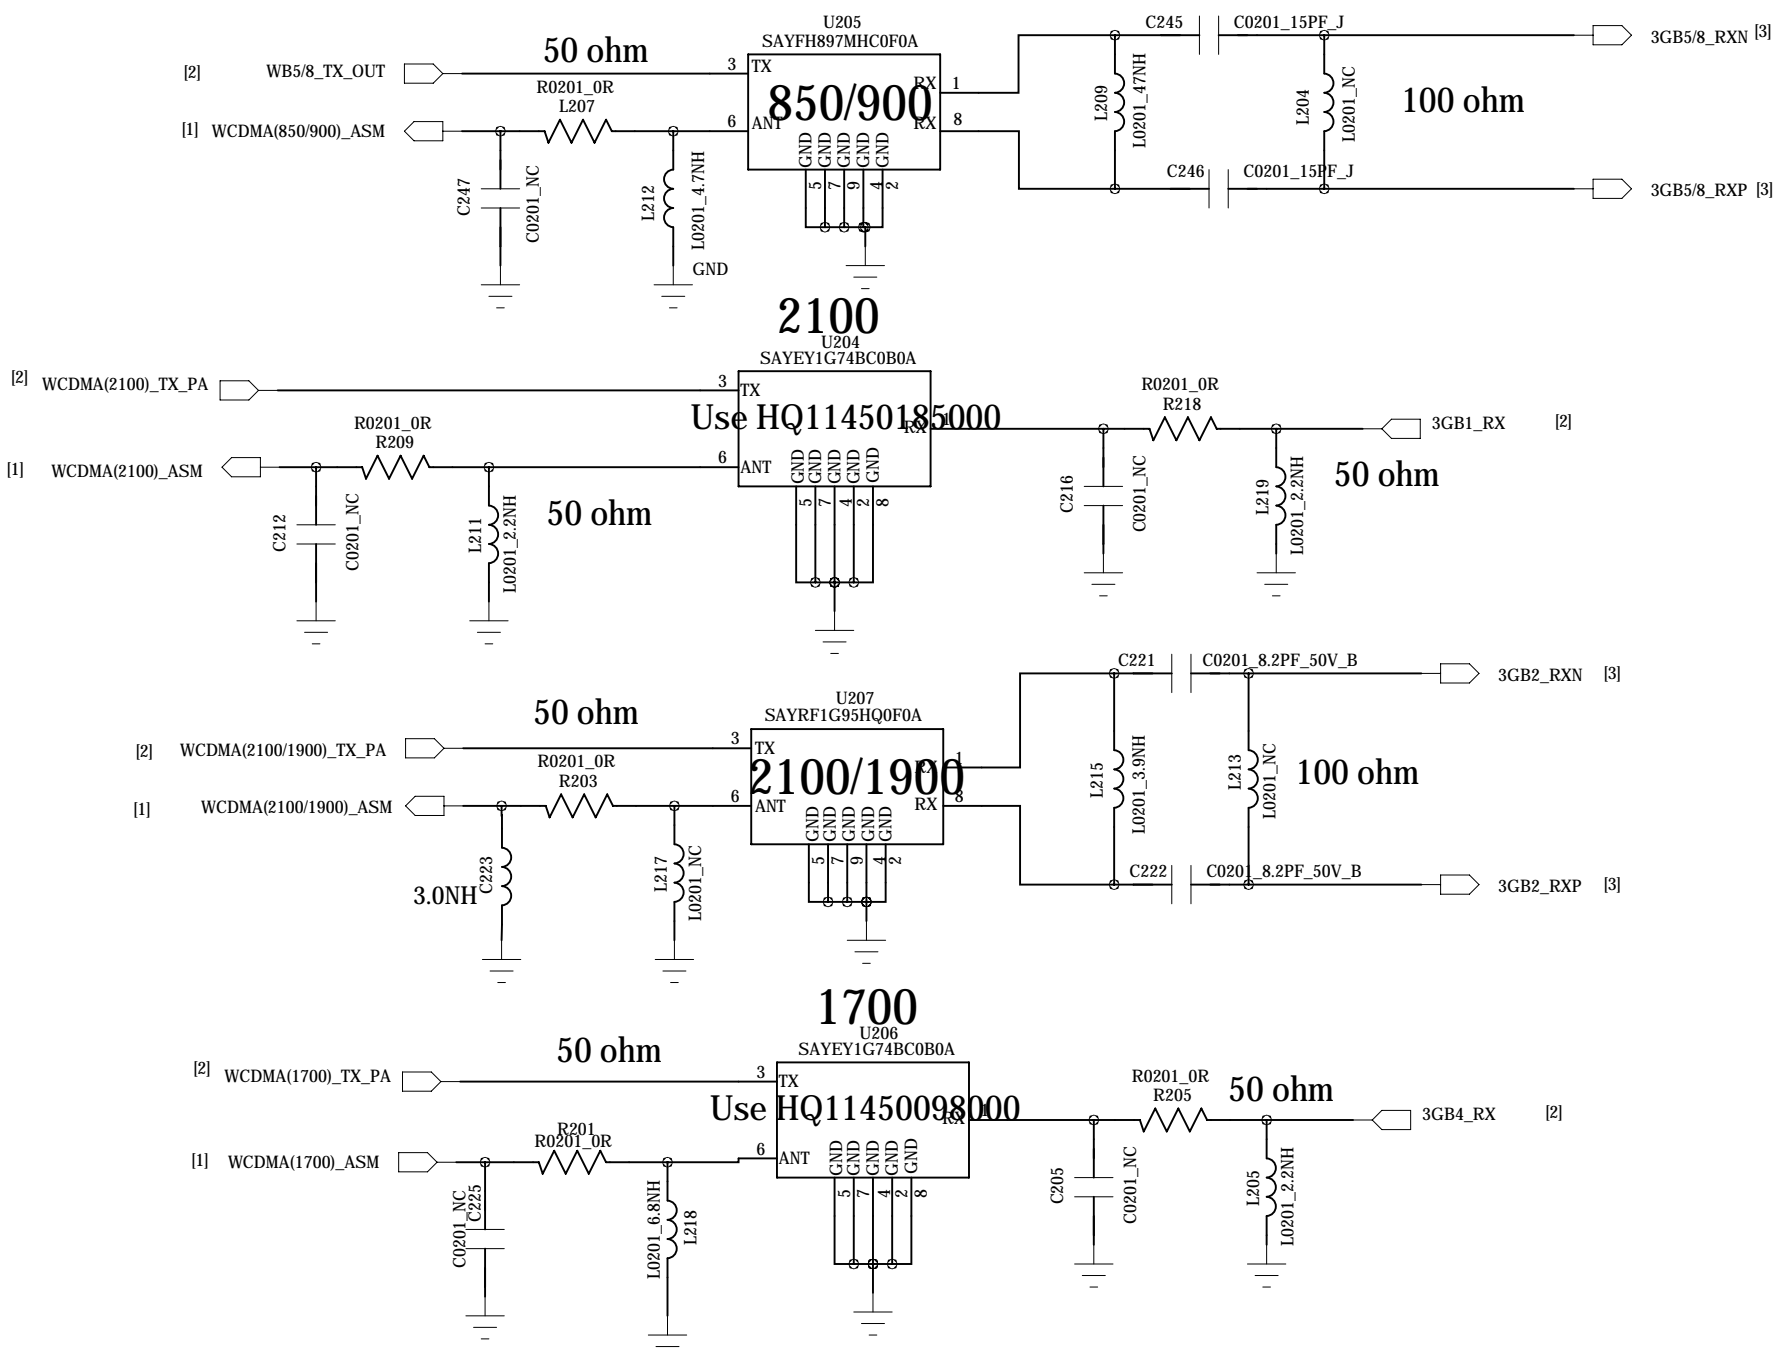 U205
SAYFH897MHC0F0A
C245
C0201_15PF_J
50 ohm
[2]
WB5/8_TX_OUT
3
TX
RX
1
3GB5/8_RXN
[3]
R0201_0R
L207
850/900
L209
L0201_47NH
L204
L0201_NC
100 ohm
[1]
WCDMA(850/900)_ASM
6
ANT
RX
8
GND
GND
GND
GND
GND
5
7
9
4
2
C247
C0201_NC
L212
L0201_4.7NH
GND
C246
C0201_15PF_J
3GB5/8_RXP
[3]
2100
U204
SAYEY1G74BC0B0A
[2]
WCDMA(2100)_TX_PA
3
TX
Use HQ11450185000
RX
1
R0201_0R
R218
3GB1_RX
[2]
R0201_0R
R209
[1]
WCDMA(2100)_ASM
6
ANT
GND
GND
GND
GND
GND
5
7
4
2
8
50 ohm
C212
C0201_NC
L211
L0201_2.2NH
C216
C0201_NC
L219
L0201_2.2NH
50 ohm
C221
C0201_8.2PF_50V_B
3GB2_RXN
[3]
50 ohm
U207
SAYRF1G95HQ0F0A
[2]
WCDMA(2100/1900)_TX_PA
3
TX
RX
1
R0201_0R
R203
2100/1900
L215
L0201_3.9NH
L213
L0201_NC
100 ohm
[1]
WCDMA(2100/1900)_ASM
6
ANT
RX
8
GND
GND
GND
GND
GND
5
7
9
4
2
3.0NH
C223
L217
L0201_NC
C222
C0201_8.2PF_50V_B
3GB2_RXP
[3]
1700
U206
SAYEY1G74BC0B0A
50 ohm
[2]
WCDMA(1700)_TX_PA
3
TX
Use HQ11450098000
RX
1
R0201_0R
R205
50 ohm
3GB4_RX
[2]
R201
R0201_0R
[1]
WCDMA(1700)_ASM
6
ANT
GND
GND
GND
GND
GND
5
7
4
2
8
C0201_NC
C225
L0201_6.8NH
L218
C205
C0201_NC
L205
L0201_2.2NH